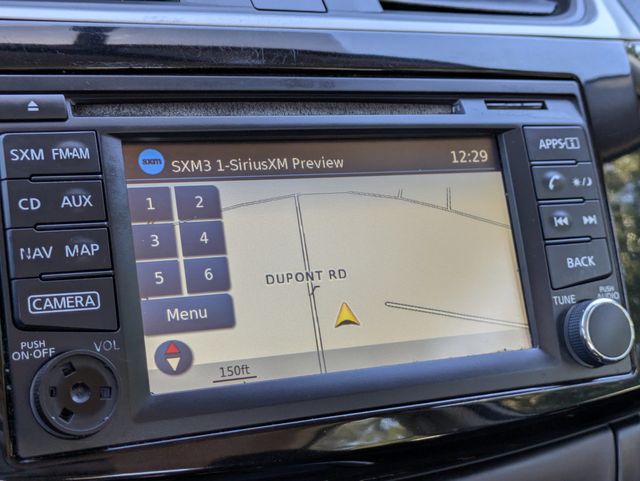 sxm SXM3 1-SiriusXM Preview 12:29
SXM FM·AM
CD AUX
NAV MAP
CAMERA
PUSH
ON·OFF
VOL
1 2
3 4
5 6
Menu
DUPONT RD
150ft
APPS·
BACK
TUNE
PUSH
AUDIO